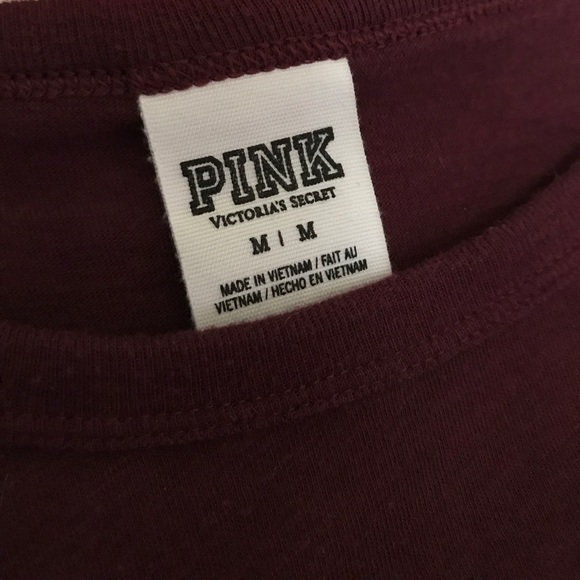 PINK
VICTORIA'S SECRET
M | M
MADE IN VIETNAM / FAIT AU
VIETNAM / HECHO EN VIETNAM